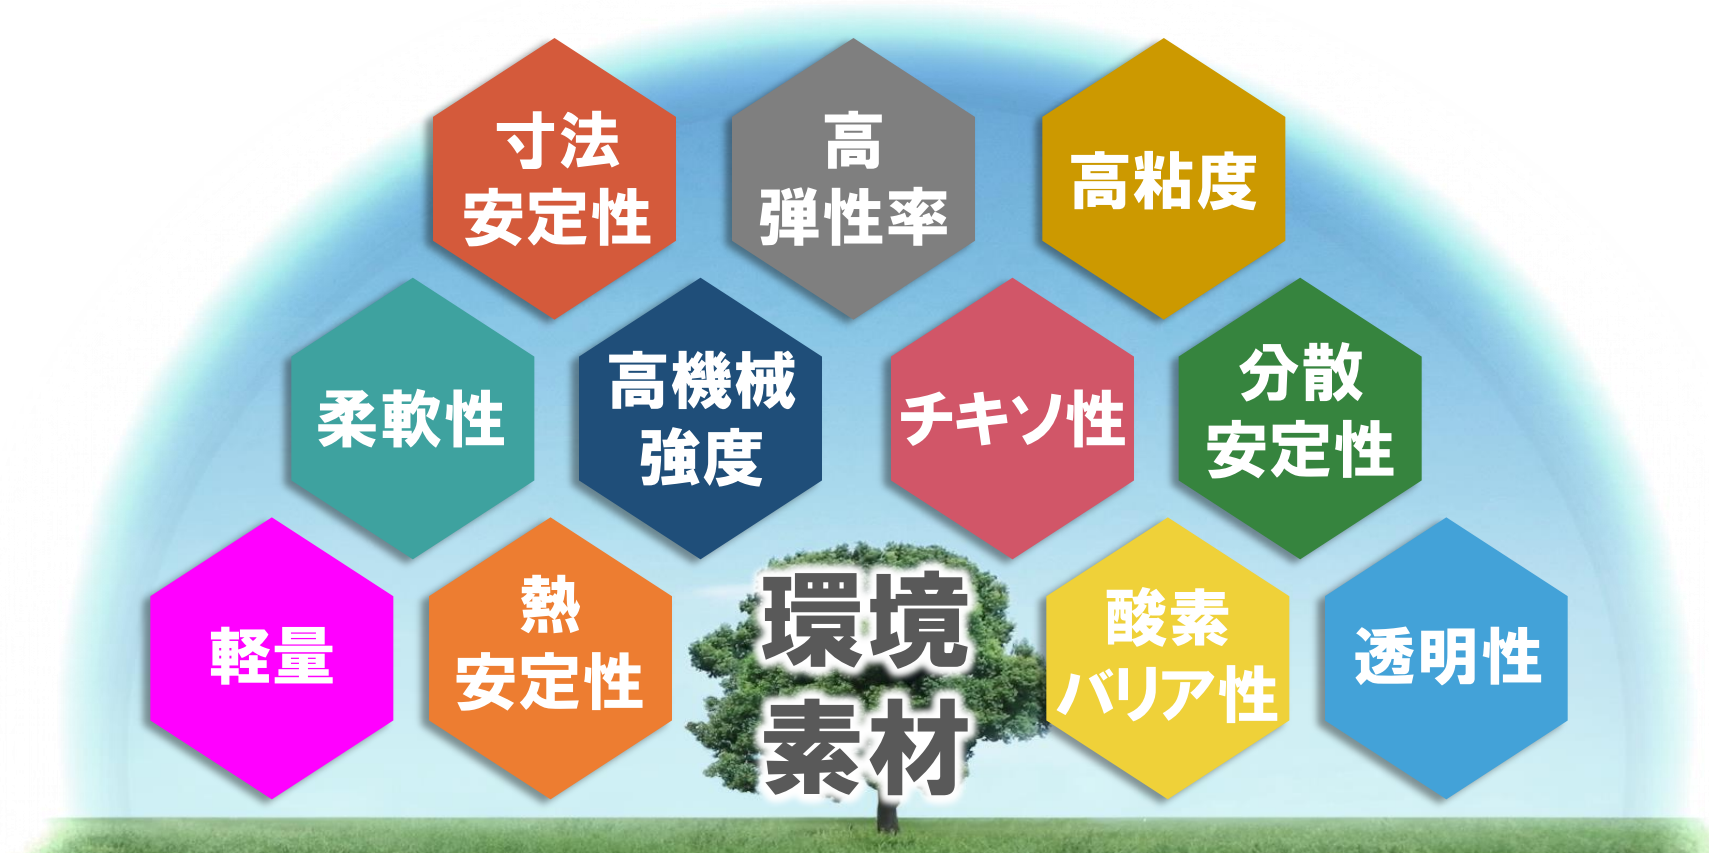 寸法
安定性
高
弾性率
高粘度
柔軟性
高機械
強度
チキソ性
分散
安定性
軽量
熱
安定性
環境
素材
酸素
バリア性
透明性